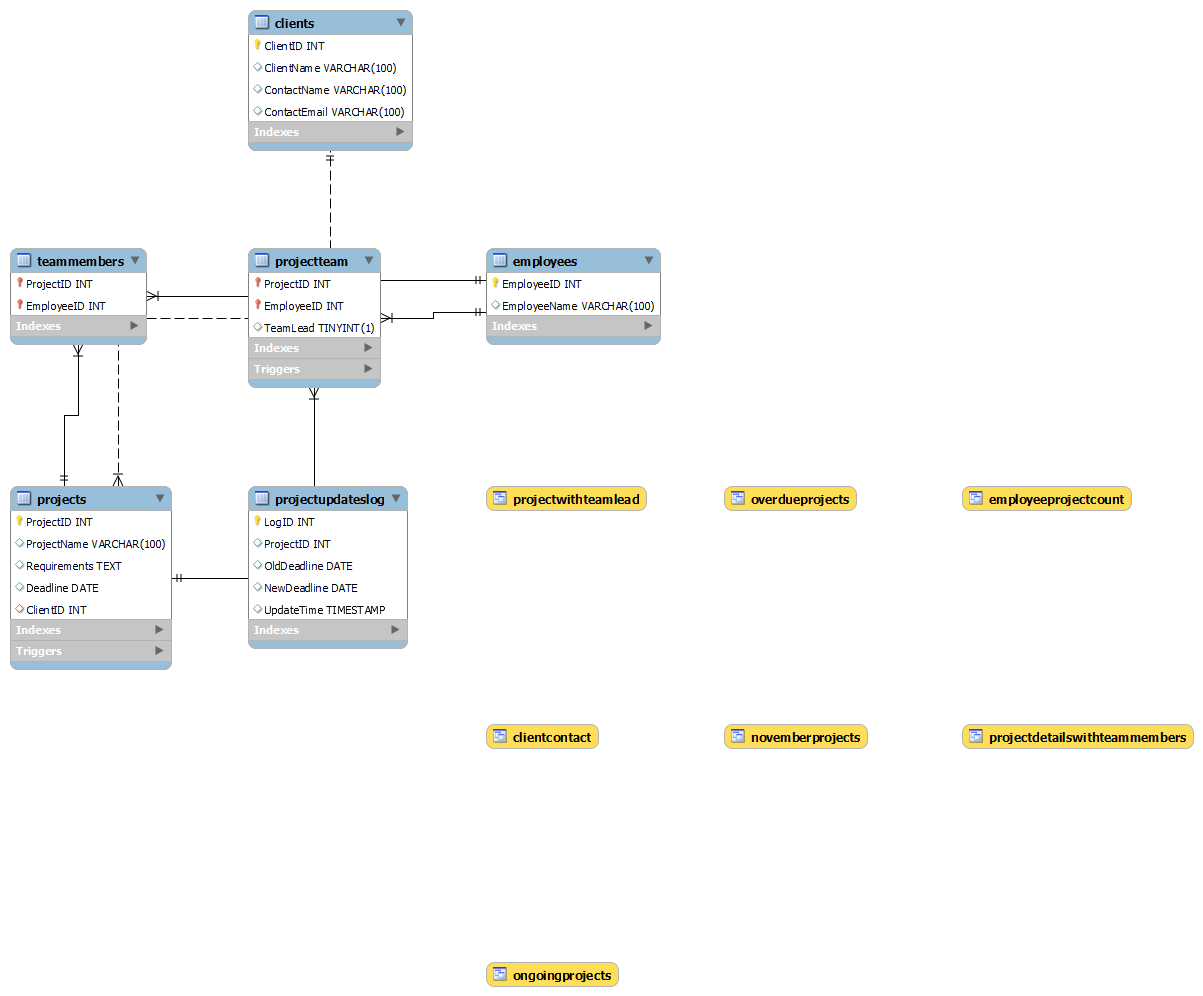 clients
ClientID INT
ClientName VARCHAR(100)
ContactName VARCHAR(100)
ContactEmail VARCHAR(100)
Indexes
teammembers
ProjectID INT
EmployeeID INT
Indexes
projectteam
ProjectID INT
EmployeeID INT
TeamLead TINYINT(1)
Indexes
Triggers
employees
EmployeeID INT
EmployeeName VARCHAR(100)
Indexes
projects
ProjectID INT
ProjectName VARCHAR(100)
Requirements TEXT
Deadline DATE
ClientID INT
Indexes
Triggers
projectupdateslog
LogID INT
ProjectID INT
OldDeadline DATE
NewDeadline DATE
UpdateTime TIMESTAMP
Indexes
projectwithteamlead
overdueprojects
employeeprojectcount
clientcontact
novemberprojects
projectdetailswithteammembers
ongoingprojects